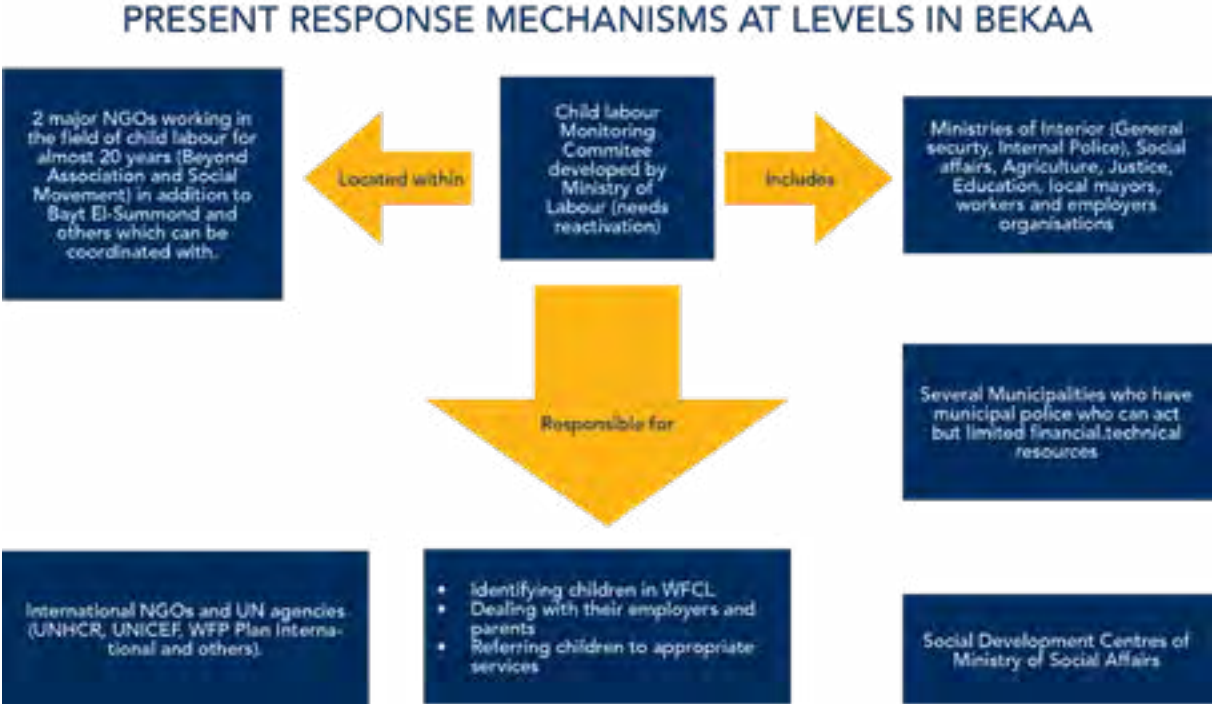 PRESENT RESPONSE MECHANISMS AT LEVELS IN BEKAA
2 major NGOs working in
the field of child labour for
almost 20 years (Beyond
Association and Social
Movement) in addition to
Bayt El-Summond and
others which can be
coordinated with.
Located within
Child labour
Monitoring
Commitee
developed by
Ministry of
Labour (needs
reactivation)
Includes
Ministries of Interior (General
securty, Internal Police), Social
affairs, Agriculture, Justice,
Education, local mayors,
workers and employers
organisations
Responsible for
Several Municipalities who have
municipal police who can act
but limited financial.technical
resources
International NGOs and UN agencies
(UNHCR, UNICEF, WFP Plan Interna-
tional and others).
• Identifying children in WFCL
• Dealing with their employers and
parents
• Referring children to appropriate
services
Social Development Centres of
Ministry of Social Affairs